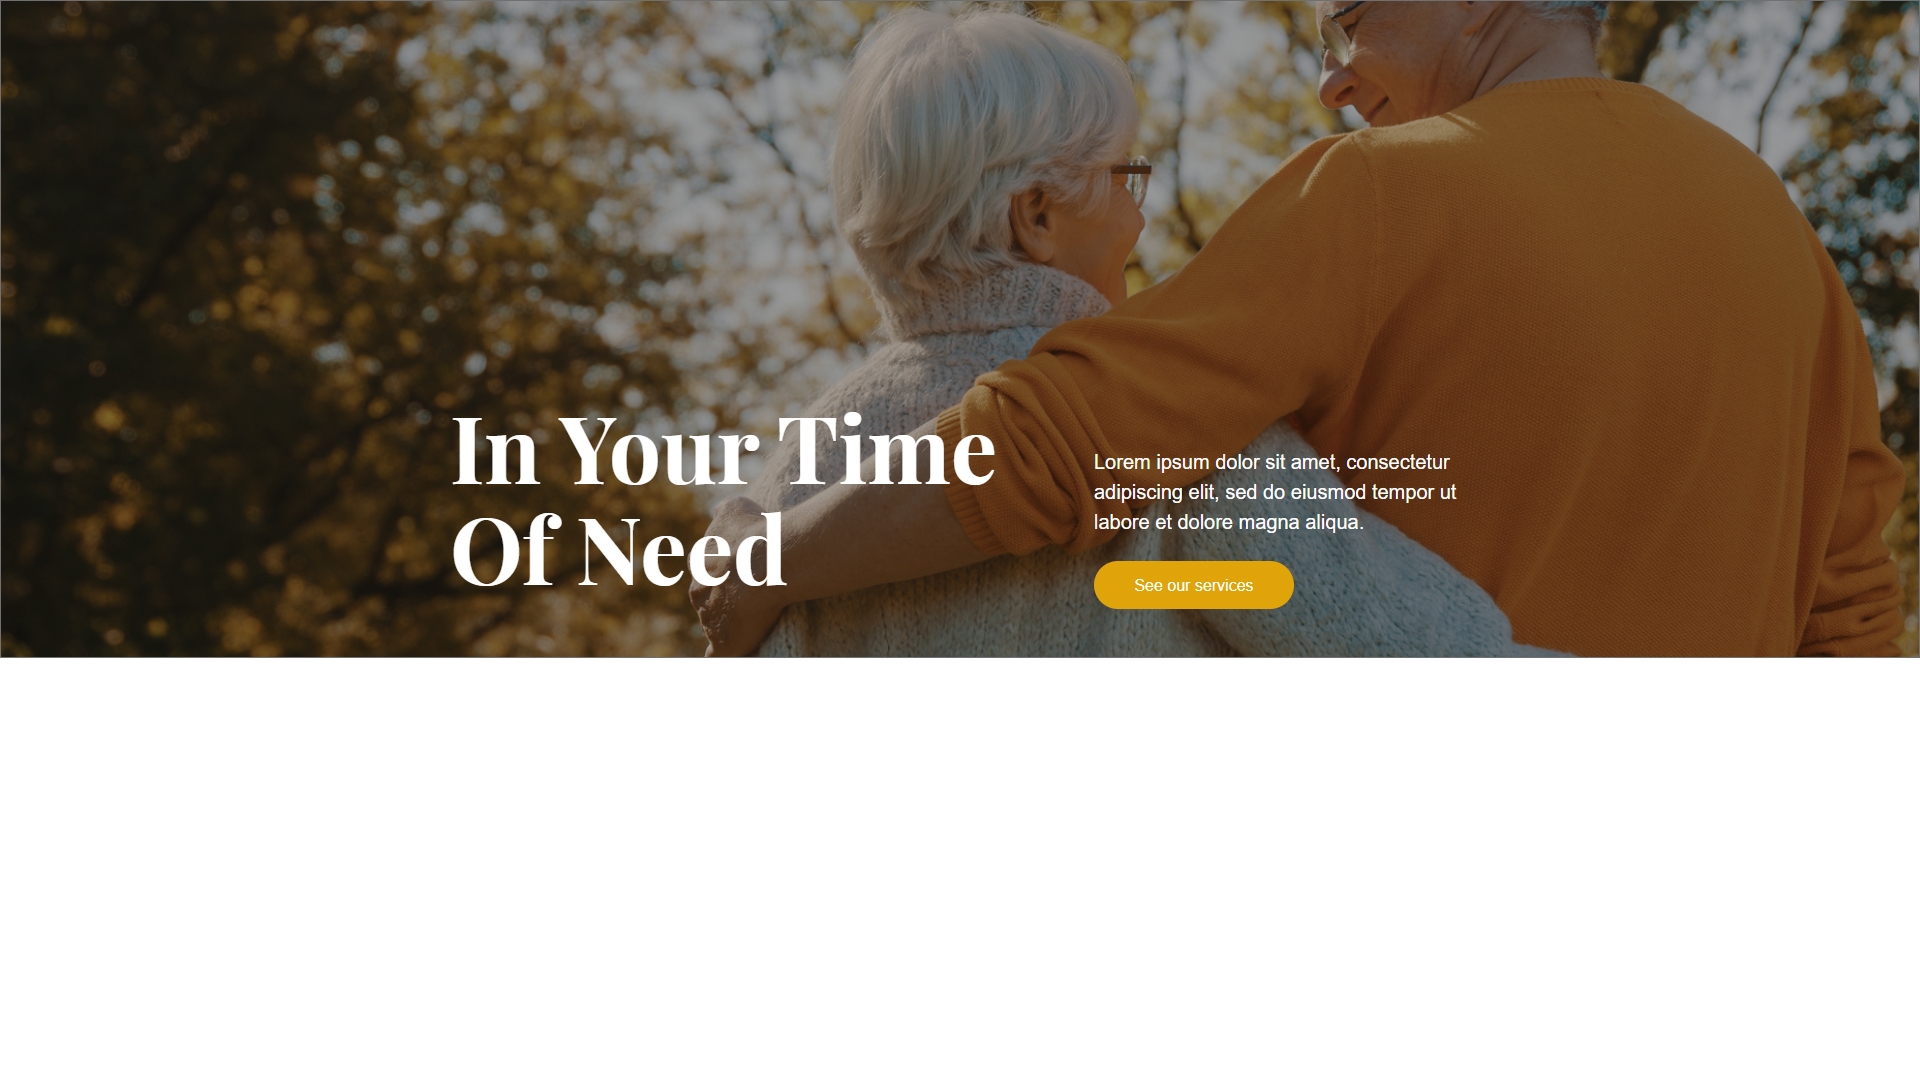 In Your Time
Of Need
Lorem ipsum dolor sit amet, consectetur
adipiscing elit, sed do eiusmod tempor ut
labore et dolore magna aliqua.
See our services